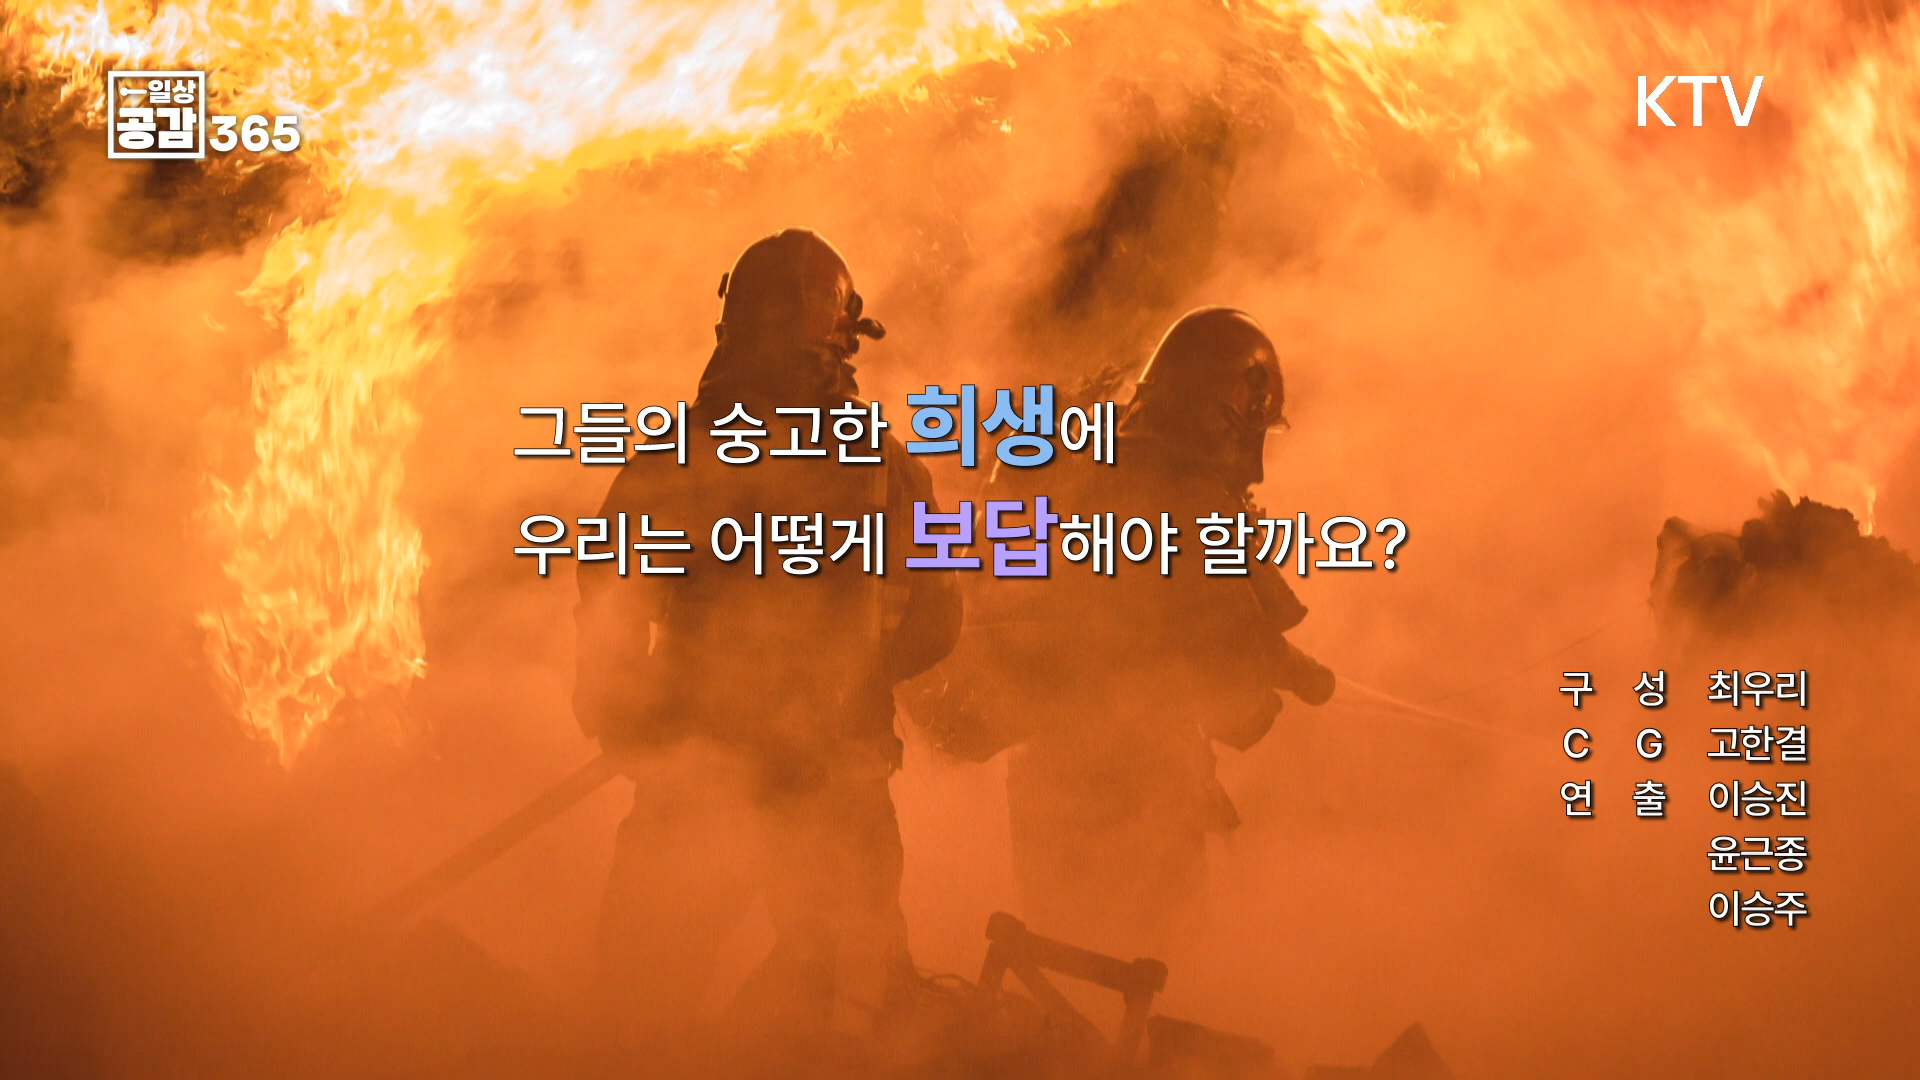 일상
공감365
KTV
그들의 숭고한 희생에
우리는 어떻게 보답해야 할까요?
구 성 최우리
C G 고한결
연 출 이승진
윤근종
이승주